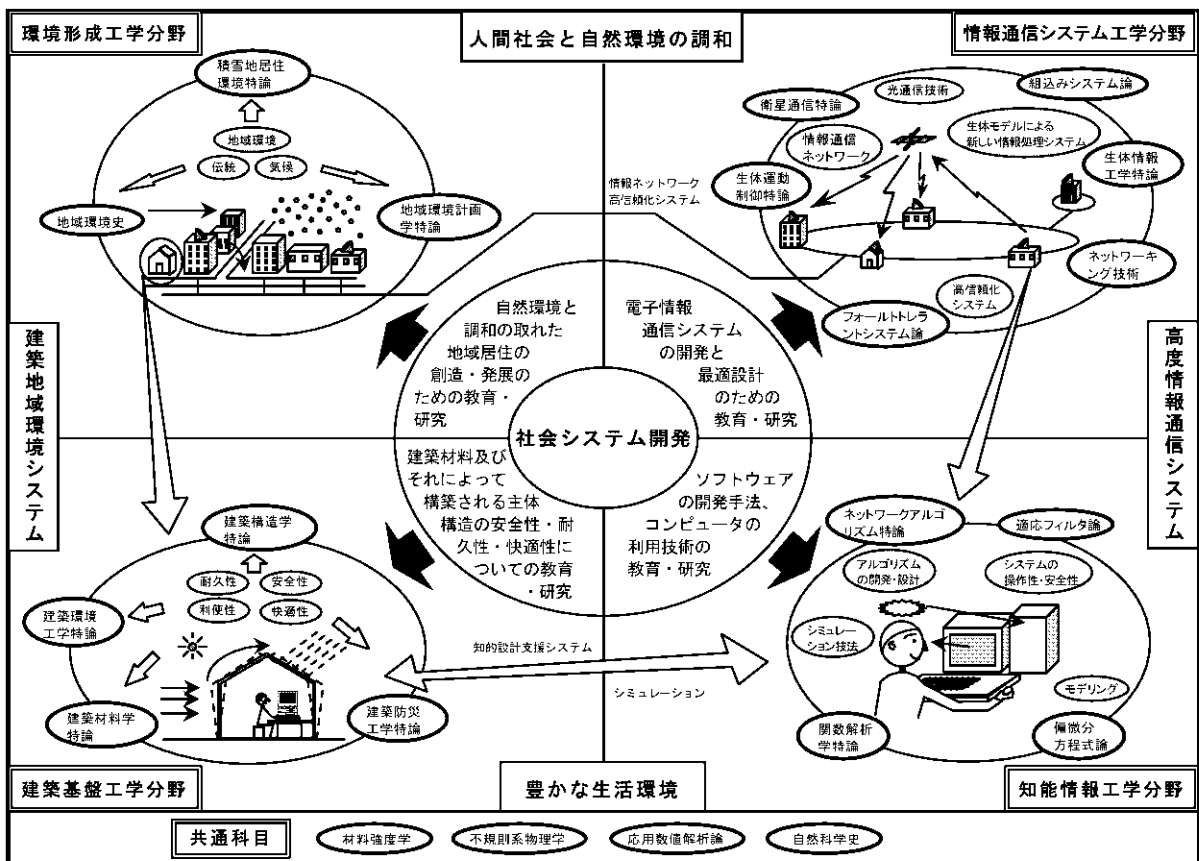 環境形成工学分野
人間社会と自然環境の調和
情報通信システム工学分野
積雪地居住
環境特論
地域環境
伝統
気候
地域環境史
地域環境計画
学特論
衛星通信特論
光通信技術
組込みシステム論
情報通信
ネットワーク
生体モデルによる
新しい情報処理システム
生体情報
工学特論
生体運動
制御特論
ネットワーキ
ング技術
高信頼化
システム
フォールトトレラ
ントシステム論
情報ネットワーク
高信頼化システム
建築地域環境システム
高度情報通信システム
自然環境と
調和の取れた
地域居住の
創造・発展の
ための教育・
研究
電子情報
通信システム
の開発と
最適設計
のための
教育・研究
社会システム開発
建築材料及び
それによって
構築される主体
構造の安全性・耐
久性・快適性に
ついての教育
・研究
ソフトウェア
の開発手法、
コンピュータの
利用技術の
教育・研究
建築構造学
特論
耐久性
安全性
利便性
快適性
建築環境
工学特論
建築材料学
特論
建築防災
工学特論
知的設計支援システム
シミュレーション
ネットワークアルゴ
リズム特論
適応フィルタ論
アルゴリズム
の開発・設計
システムの
操作性・安全性
シミュレー
ション技法
モデリング
関数解析
学特論
偏微分
方程式論
建築基盤工学分野
豊かな生活環境
知能情報工学分野
共通科目
材料強度学
不規則系物理学
応用数値解析論
自然科学史